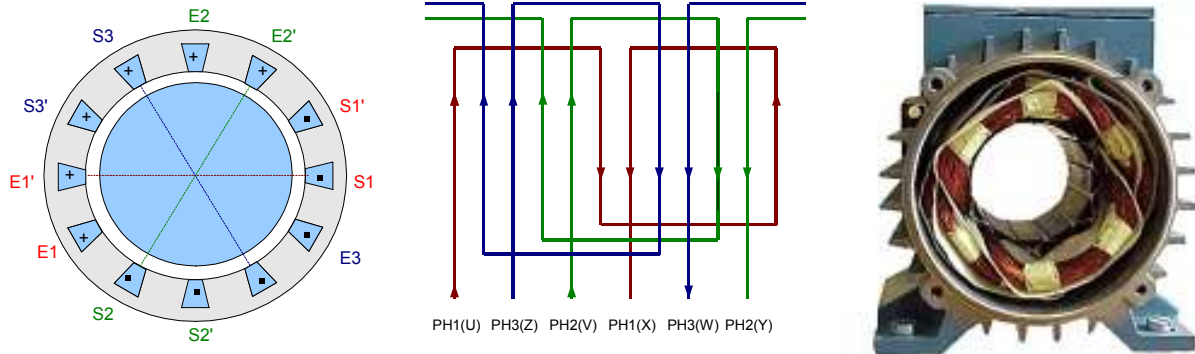 E2
S3
E2'
S3'
S1'
E1'
S1
E1
E3
S2
S2'
PH1(U) PH3(Z) PH2(V) PH1(X) PH3(W) PH2(Y)